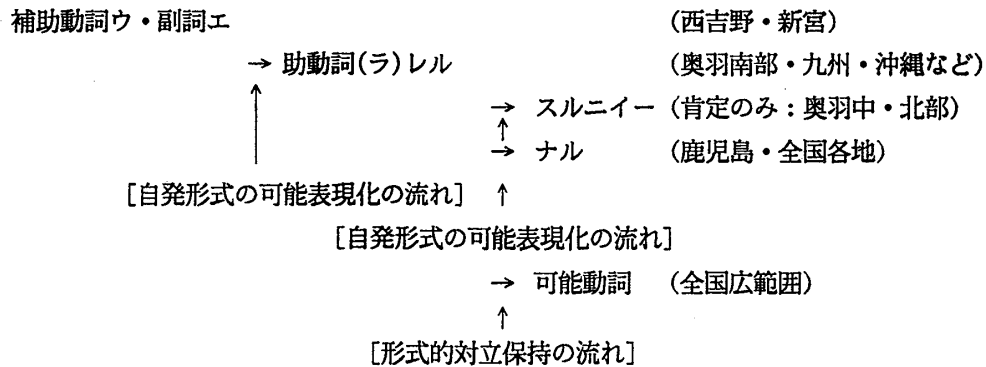 補助動詞ウ・副詞エ (西吉野・新宮)
→ 助動詞(ラ)レル (奥羽南部・九州・沖縄など)
↑ → スルニイー (肯定のみ:奥羽中・北部)
↑
→ ナル (鹿児島・全国各地)
[自発形式の可能表現化の流れ] ↑
[自発形式の可能表現化の流れ]
→ 可能動詞 (全国広範囲)
↑
[形式的対立保持の流れ]